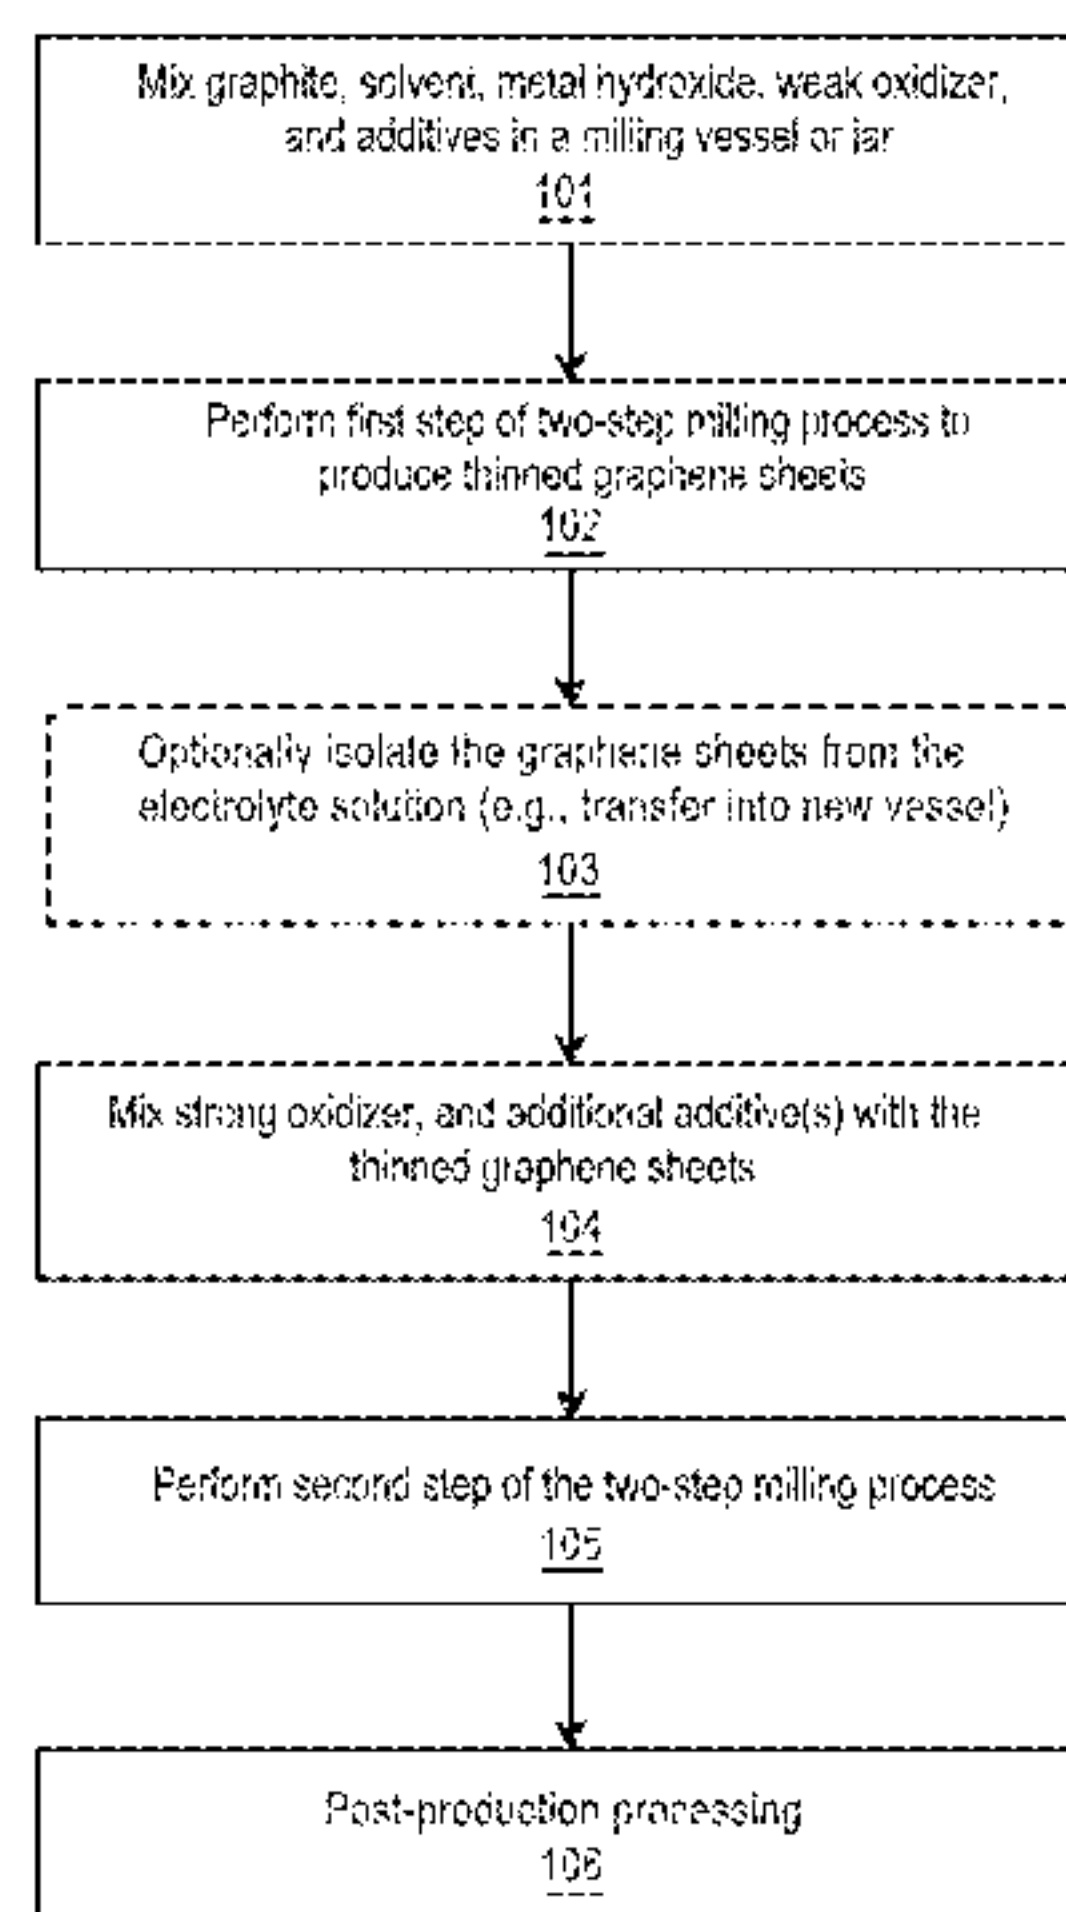 Mix graphite, solvent, metal hydroxide, weak oxidizer,
and additives in a milling vessel or jar
101
Perform first step of two-step milling process to
produce thinned graphene sheets
102
Optionally isolate the graphene sheets from the
electrolyte solution (e.g., transfer into new vessel)
103
Mix strong oxidizer, and additional additive(s) with the
thinned graphene sheets
104
Perform second step of the two-step milling process
105
Post-production processing
106